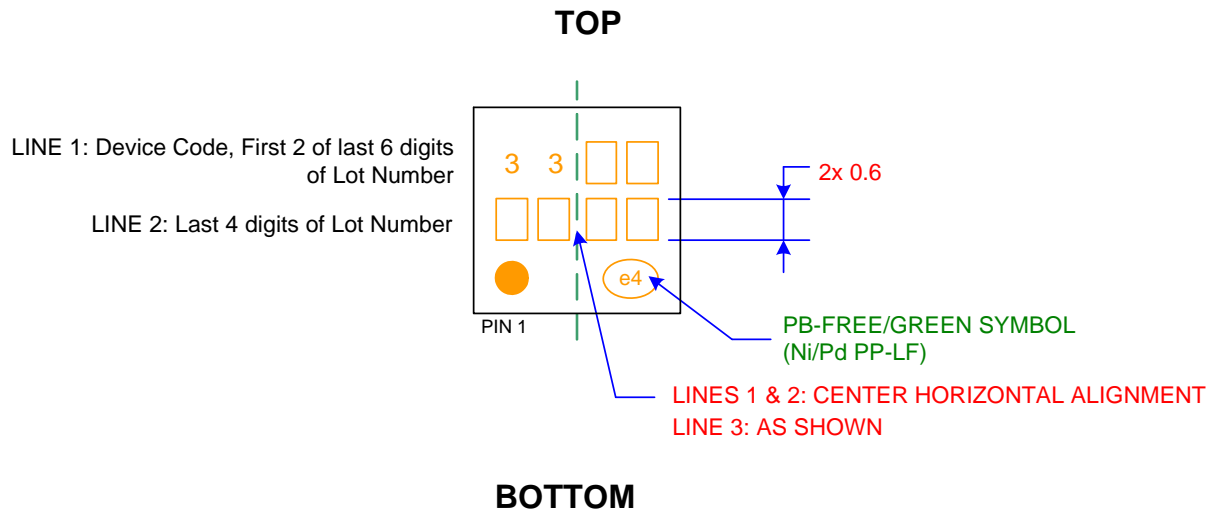 TOP
LINE 1: Device Code, First 2 of last 6 digits
of Lot Number
3 3
2x 0.6
LINE 2: Last 4 digits of Lot Number
e4
PIN 1
PB-FREE/GREEN SYMBOL
(Ni/Pd PP-LF)
LINES 1 & 2: CENTER HORIZONTAL ALIGNMENT
LINE 3: AS SHOWN
BOTTOM